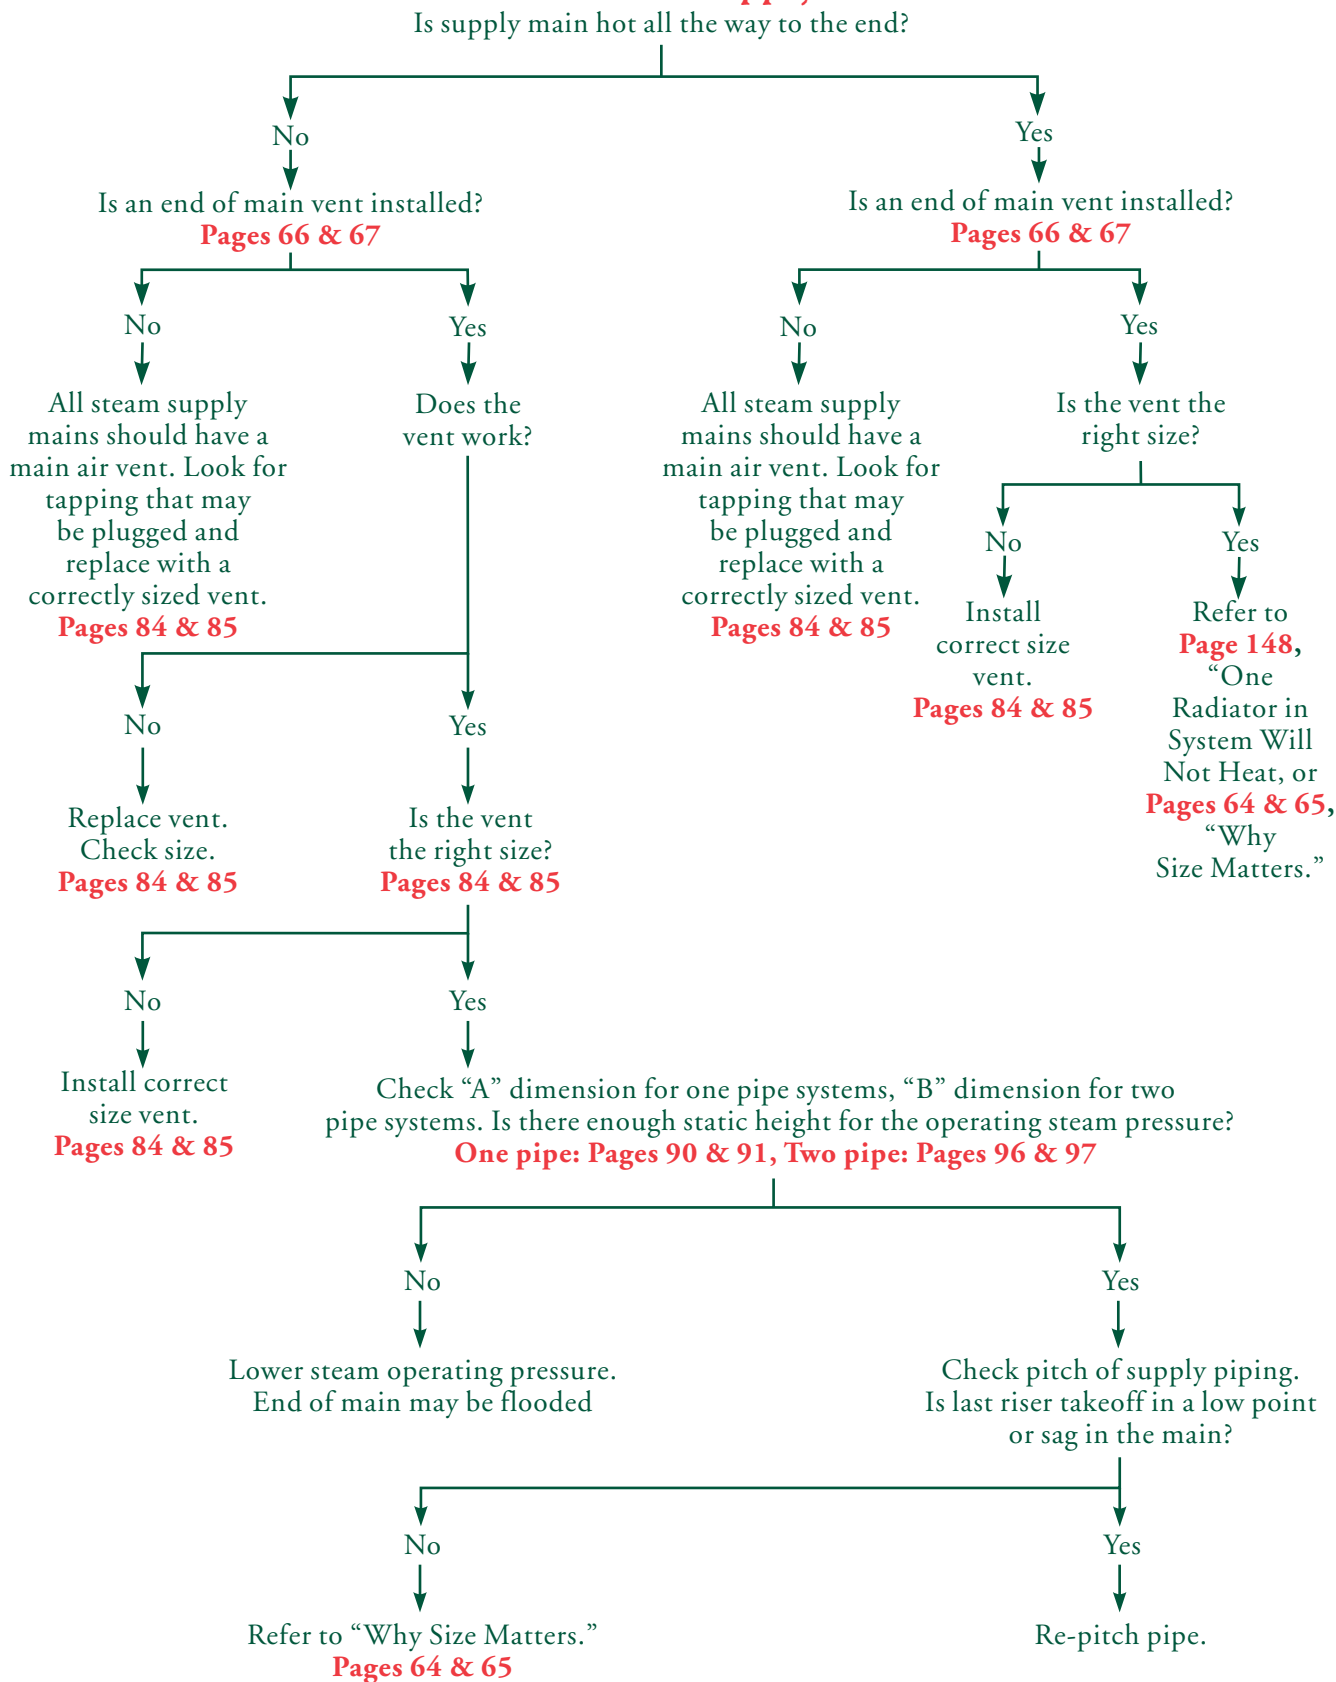 Is supply main hot all the way to the end?
No
Yes
Is an end of main vent installed?
Pages 66 & 67
Is an end of main vent installed?
Pages 66 & 67
No
Yes
No
Yes
All steam supply
mains should have a
main air vent. Look for
tapping that may
be plugged and
replace with a
correctly sized vent.
Pages 84 & 85
Does the
vent work?
All steam supply
mains should have a
main air vent. Look for
tapping that may
be plugged and
replace with a
correctly sized vent.
Pages 84 & 85
Is the vent the
right size?
No
Yes
Install
correct size
vent.
Pages 84 & 85
Refer to
Page 148,
“One
Radiator in
System Will
Not Heat, or
Pages 64 & 65,
“Why
Size Matters.”
No
Yes
Replace vent.
Check size.
Pages 84 & 85
Is the vent
the right size?
Pages 84 & 85
No
Yes
Install correct
size vent.
Pages 84 & 85
Check “A” dimension for one pipe systems, “B” dimension for two
pipe systems. Is there enough static height for the operating steam pressure?
One pipe: Pages 90 & 91, Two pipe: Pages 96 & 97
No
Yes
Lower steam operating pressure.
End of main may be flooded
Check pitch of supply piping.
Is last riser takeoff in a low point
or sag in the main?
No
Yes
Refer to “Why Size Matters.”
Pages 64 & 65
Re-pitch pipe.